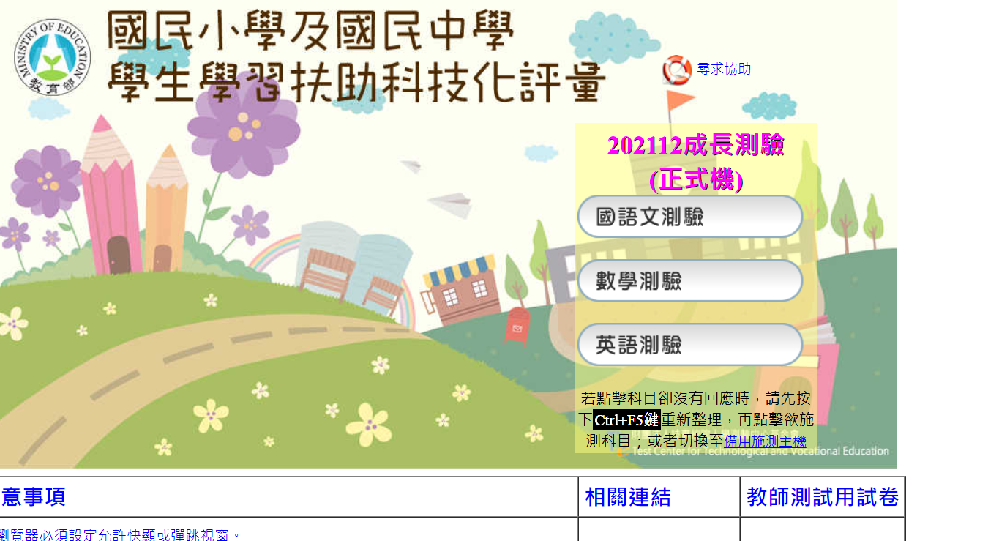 MINISTRY OF EDUCATION
教育部
國民小學及國民中學
學生學習扶助科技化評量
尋求協助
202112成長測驗
(正式機)
國語文測驗
數學測驗
英語測驗
若點擊科目卻沒有回應時，請先按
下Ctrl+F5鍵重新整理，再點擊欲施
測科目；或者切換至備用施測主機
Test Center for Technological and Vocational Education
意事項
相關連結
教師測試用試卷
瀏覽器必須設定允許快顯或彈跳視窗。